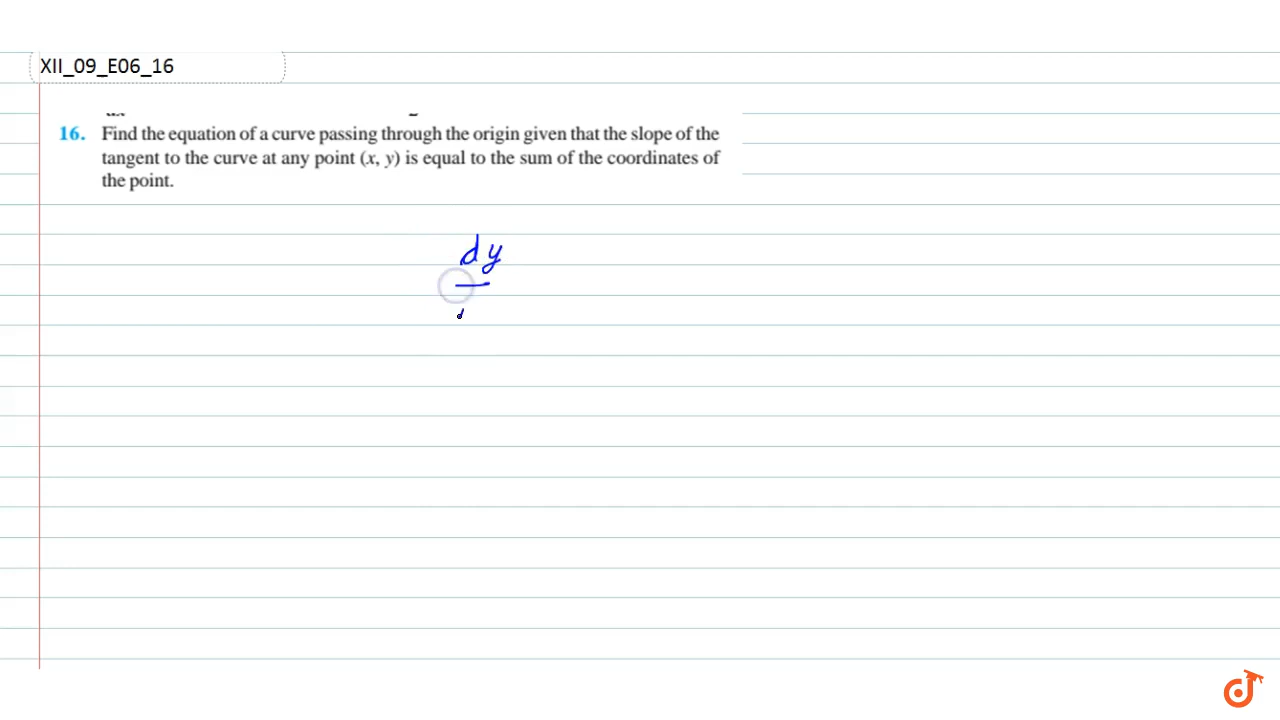 XII_09_E06_16
16. Find the equation of a curve passing through the origin given that the slope of the
tangent to the curve at any point (x, y) is equal to the sum of the coordinates of
the point.
dy